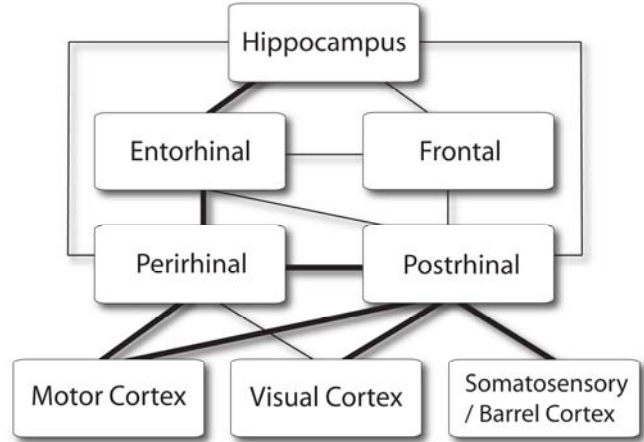 Hippocampus
Entorhinal
Frontal
Perirhinal
Postrhinal
Motor Cortex
Visual Cortex
Somatosensory
/ Barrel Cortex